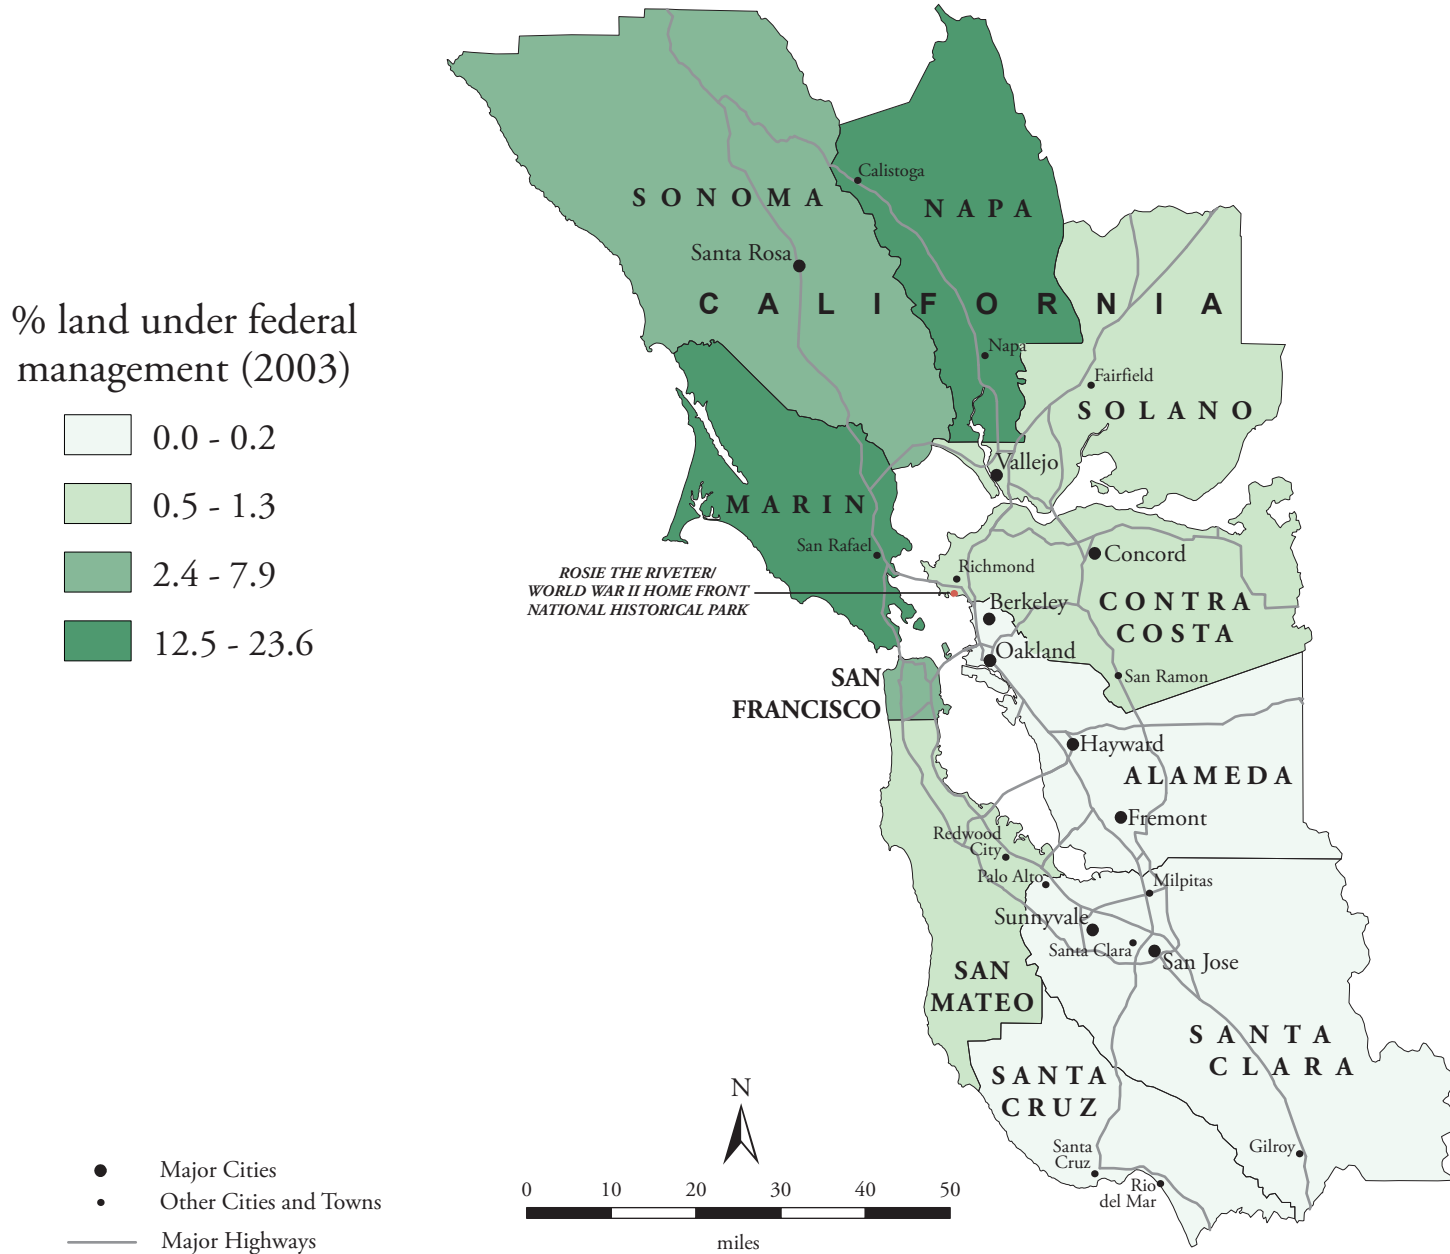 % land under federal
management (2003)
0.0 - 0.2
0.5 - 1.3
2.4 - 7.9
12.5 - 23.6
Calistoga
SONOMA
NAPA
Santa Rosa
CALIFORNIA
Napa
Fairfield
SOLANO
Vallejo
MARIN
San Rafael
Concord
Richmond
ROSIE THE RIVETER/
WORLD WAR II HOME FRONT
NATIONAL HISTORICAL PARK
Berkeley
CONTRA
COSTA
Oakland
San Ramon
SAN
FRANCISCO
Hayward
ALAMEDA
Fremont
Redwood
City
Palo Alto
Milpitas
Sunnyvale
Santa Clara
San Jose
SAN
MATEO
SANTA
CLARA
SANTA
CRUZ
Santa
Cruz
Gilroy
Rio
del Mar
N
Major Cities
Other Cities and Towns
Major Highways
0 10 20 30 40 50
miles